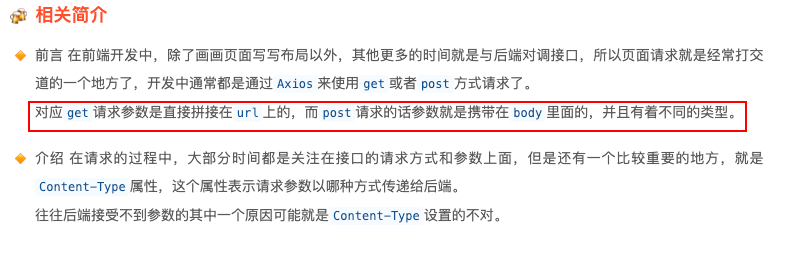 相关简介
前言 在前端开发中，除了画画页面写写布局以外，其他更多的时间就是与后端对调接口，所以页面请求就是经常打交
道的一个地方了，开发中通常都是通过 Axios 来使用 get 或者 post 方式请求了。
对应 get 请求参数是直接拼接在 url 上的，而 post 请求的话参数就是携带在 body 里面的，并且有着不同的类型。
介绍 在请求的过程中，大部分时间都是关注在接口的请求方式和参数上面，但是还有一个比较重要的地方，就是
Content-Type 属性，这个属性表示请求参数以哪种方式传递给后端。
往往后端接受不到参数的其中一个原因可能就是 Content-Type 设置的不对。